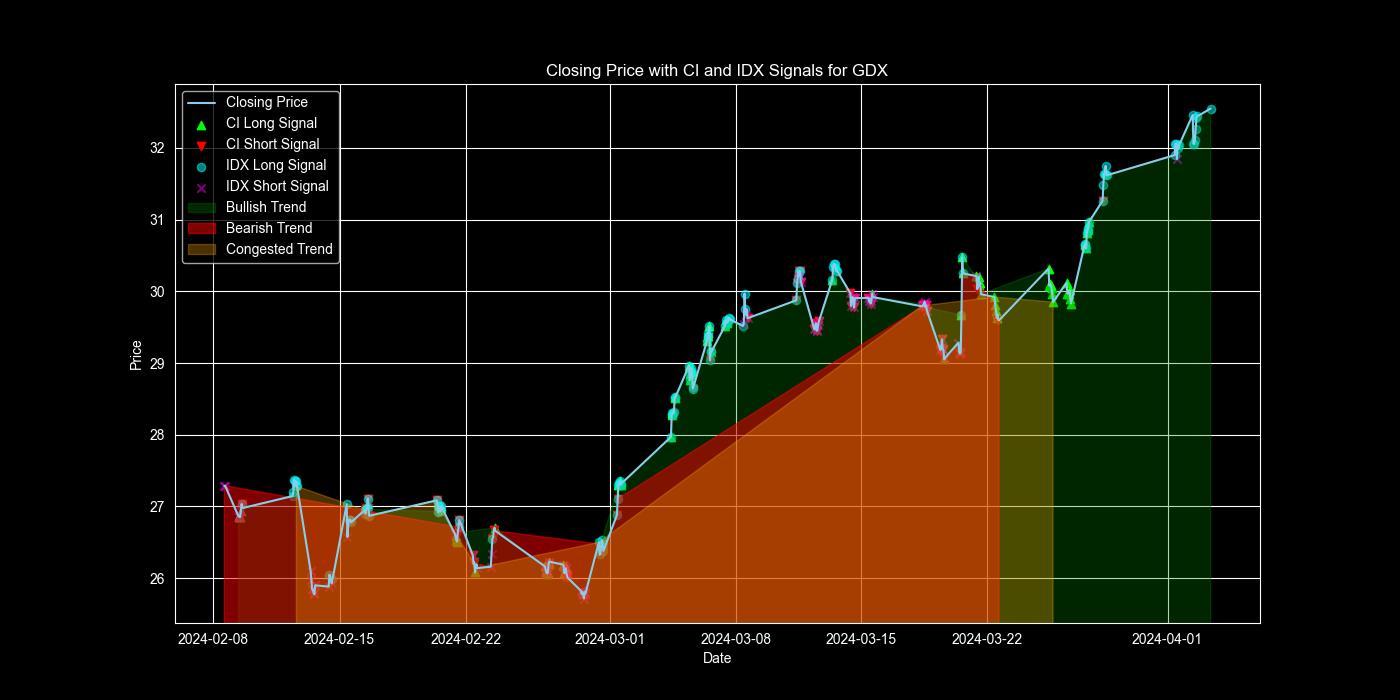 Closing Price with CI and IDX Signals for GDX
Closing Price
CI Long Signal
CI Short Signal
IDX Long Signal
IDX Short Signal
Bullish Trend
Bearish Trend
Congested Trend
Price
32
31
30
29
28
27
26
2024-02-08 2024-02-15 2024-02-22 2024-03-01 2024-03-08 2024-03-15 2024-03-22 2024-04-01
Date